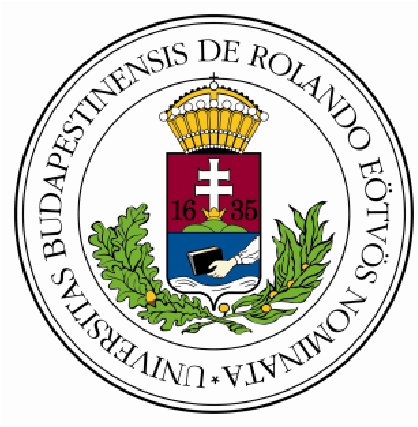 UNIVERSITAS BUDAPESTINENSIS DE ROLANDO EÖTVÖS NOMINATA
16 35